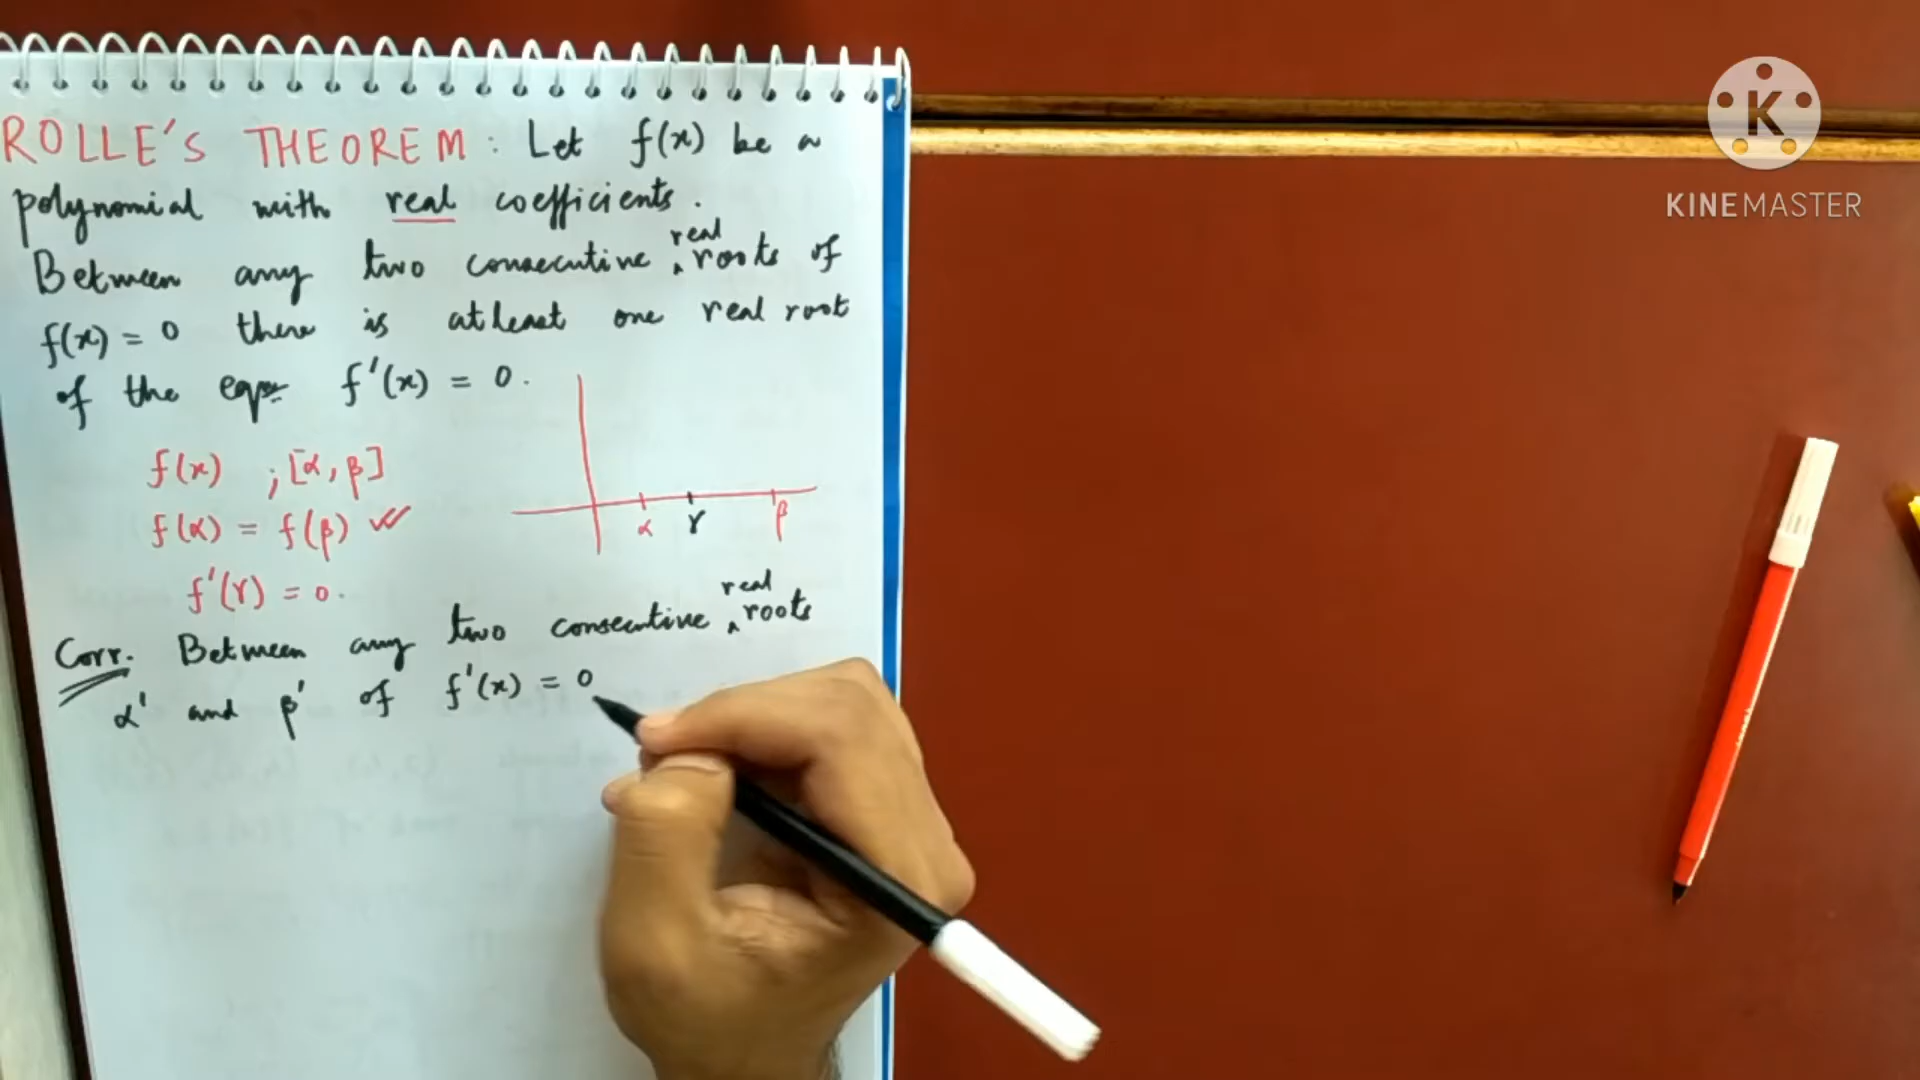 ROLLE'S THEOREM : Let f(x) be a
polynomial with real coefficients.
Between any two consecutive real roots of
f(x) = 0 there is atleast one real root
of the eqn f'(x) = 0.
f(x) ; [α, β]
f(α) = f(β) ✓
f'(γ) = 0.
α γ β
Corr. Between any two consecutive real roots
α' and β' of f'(x) = 0
K
KINEMASTER